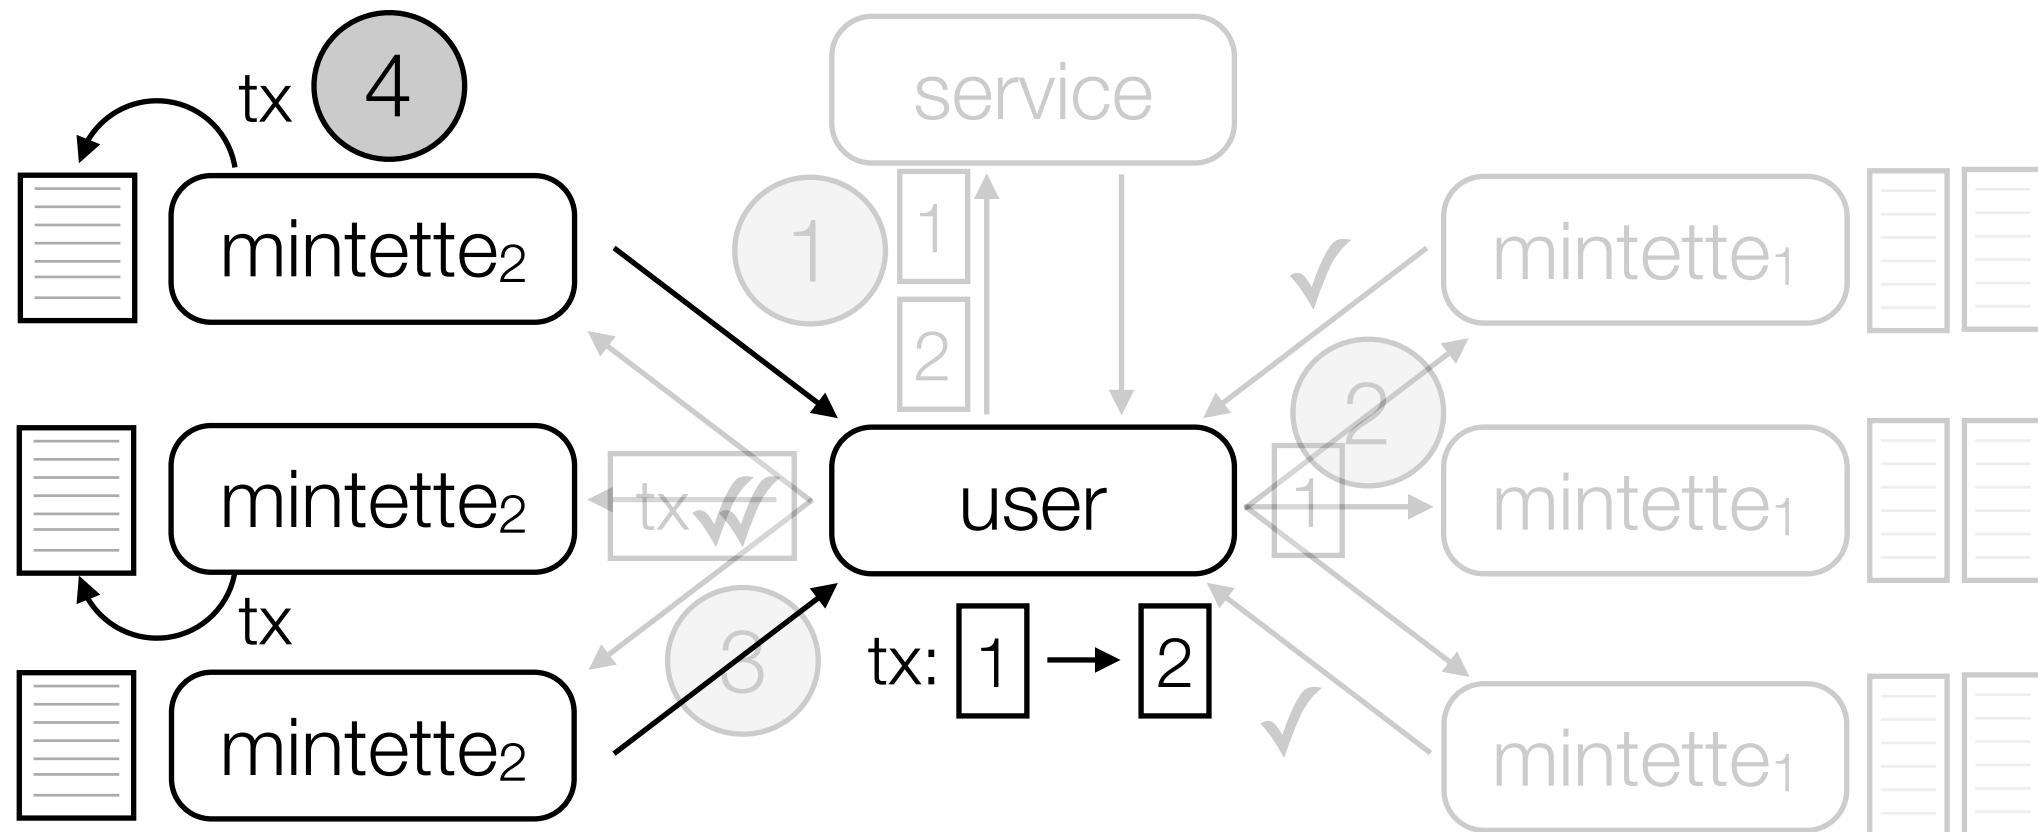 tx 4
service
mintette₂
1
1
2
mintette₁
2
mintette₂
tx✓✓
user
1
mintette₁
tx
3
tx: 1 → 2
mintette₂
mintette₁